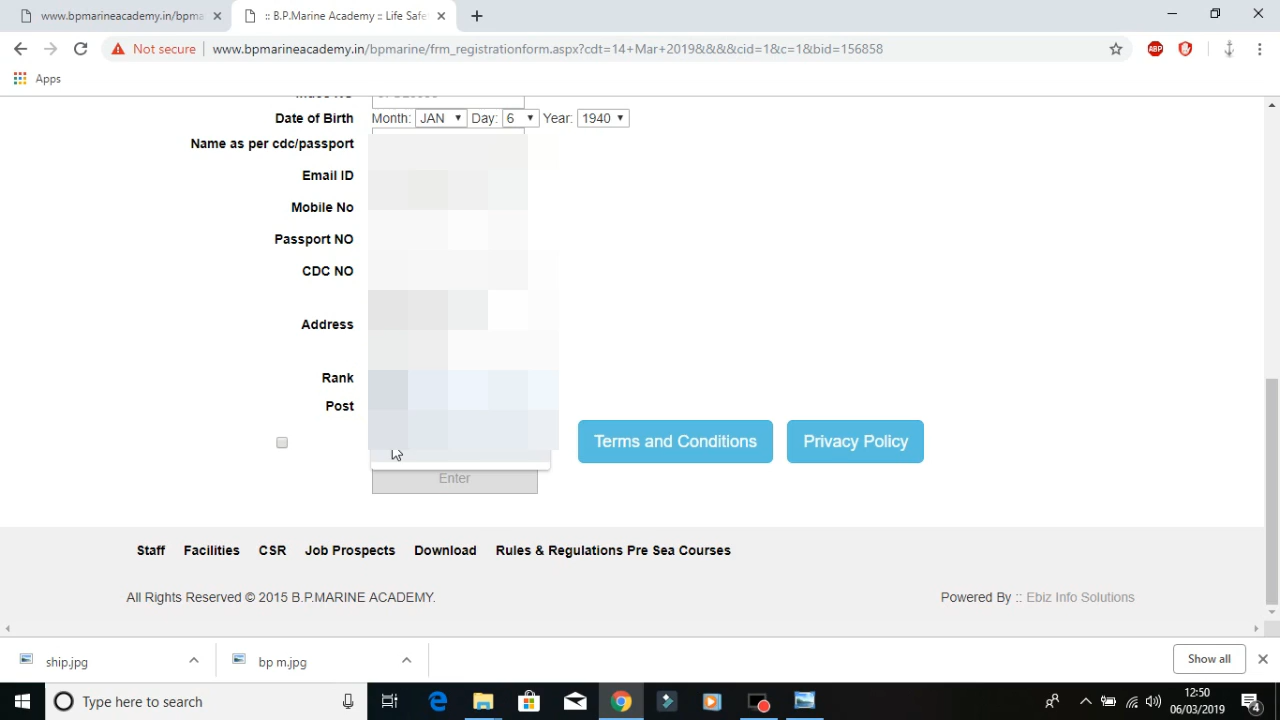 www.bpmarineacademy.in/bpma
:: B.P.Marine Academy :: Life Safe
Not secure
www.bpmarineacademy.in/bpmarine/frm_registrationform.aspx?cdt=14+Mar+2019&&&&cid=1&c=1&bid=156858
ABP
Apps
Date of Birth Month: JAN Day: 6 Year: 1940
Name as per cdc/passport
Email ID
Mobile No
Passport NO
CDC NO
Address
Rank
Post
Terms and Conditions Privacy Policy
Enter
Staff Facilities CSR Job Prospects Download Rules & Regulations Pre Sea Courses
All Rights Reserved © 2015 B.P.MARINE ACADEMY. Powered By :: Ebiz Info Solutions
ship.jpg bp m.jpg Show all
Type here to search
12:50
06/03/2019
4